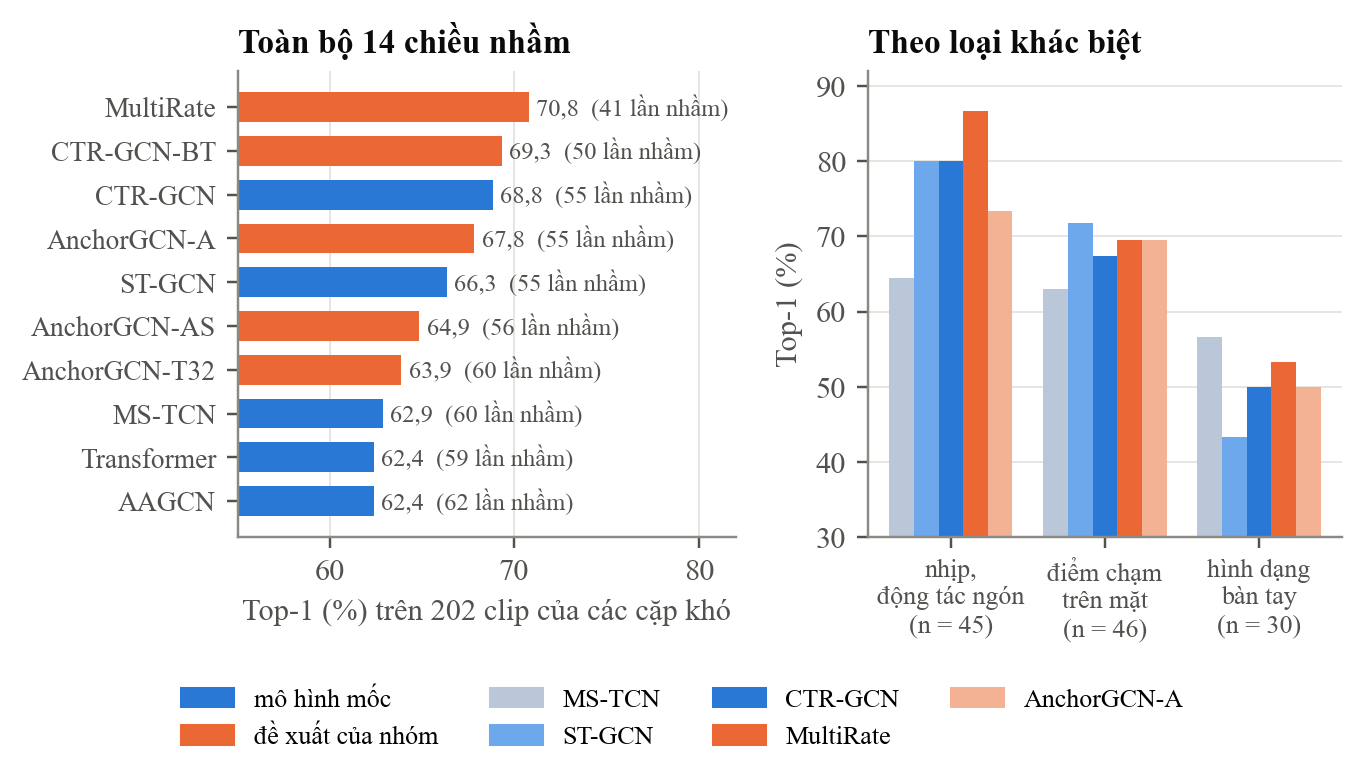 Toàn bộ 14 chiều nhầm
MultiRate
70,8 (41 lần nhầm)
CTR-GCN-BT
69,3 (50 lần nhầm)
CTR-GCN
68,8 (55 lần nhầm)
AnchorGCN-A
67,8 (55 lần nhầm)
ST-GCN
66,3 (55 lần nhầm)
AnchorGCN-AS
64,9 (56 lần nhầm)
AnchorGCN-T32
63,9 (60 lần nhầm)
MS-TCN
62,9 (60 lần nhầm)
Transformer
62,4 (59 lần nhầm)
AAGCN
62,4 (62 lần nhầm)
60 70 80
Top-1 (%) trên 202 clip của các cặp khó
Theo loại khác biệt
Top-1 (%)
90
80
70
60
50
40
30
nhịp,
động tác ngón
(n = 45)
điểm chạm
trên mặt
(n = 46)
hình dạng
bàn tay
(n = 30)
mô hình mốc
đề xuất của nhóm
MS-TCN
ST-GCN
CTR-GCN
MultiRate
AnchorGCN-A